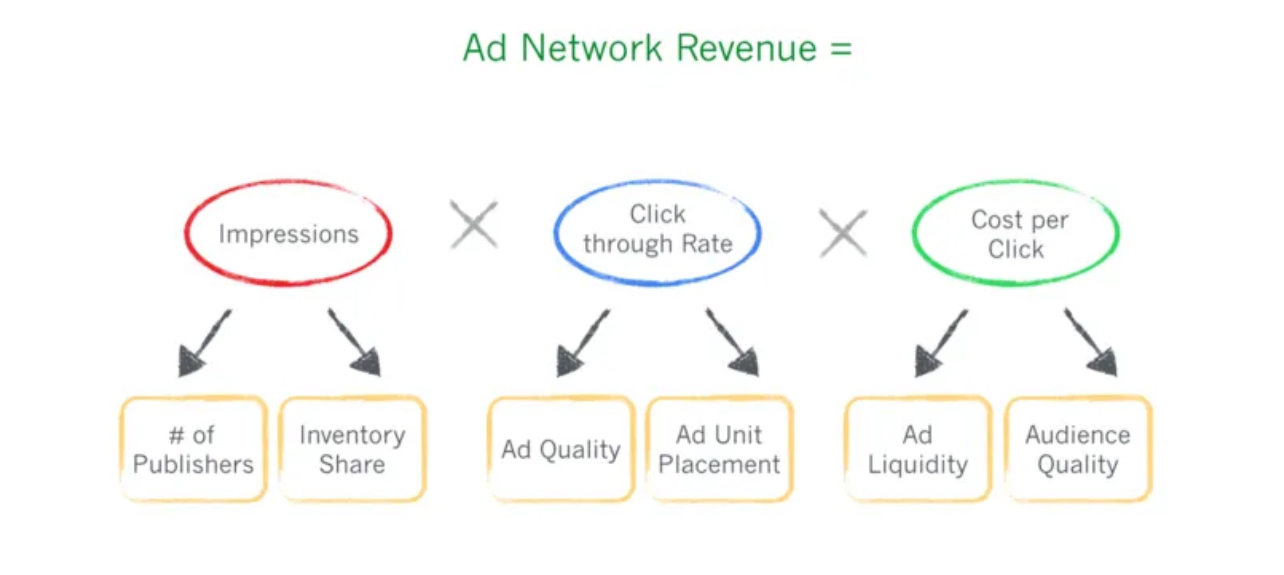 Ad Network Revenue =
Impressions
Click
through Rate
Cost per
Click
# of
Publishers
Inventory
Share
Ad Quality
Ad Unit
Placement
Ad
Liquidity
Audience
Quality